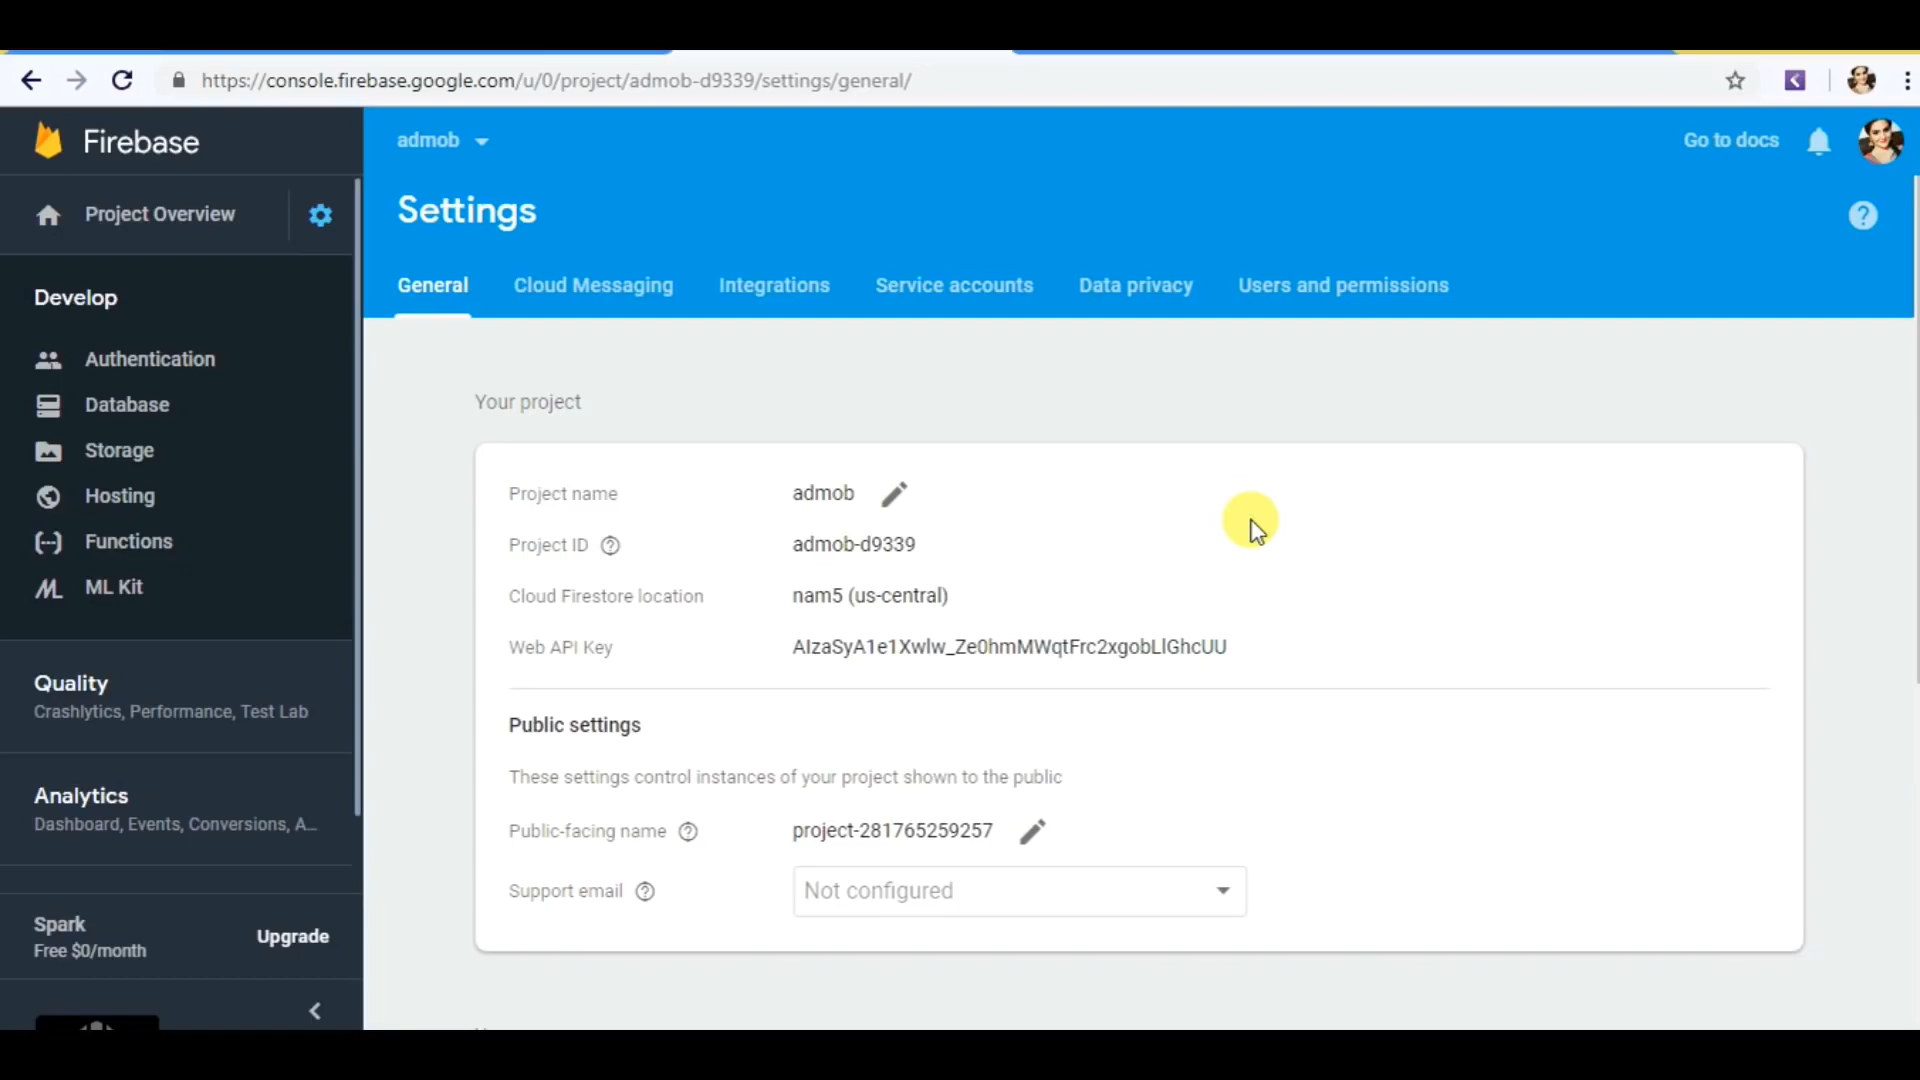 https://console.firebase.google.com/u/0/project/admob-d9339/settings/general/
Firebase
admob
Go to docs
Project Overview
Settings
General
Cloud Messaging
Integrations
Service accounts
Data privacy
Users and permissions
Develop
Authentication
Database
Storage
Hosting
Functions
ML Kit
Quality
Crashlytics, Performance, Test Lab
Analytics
Dashboard, Events, Conversions, A...
Spark
Free $0/month
Upgrade
Your project
Project name
admob
Project ID
admob-d9339
Cloud Firestore location
nam5 (us-central)
Web API Key
AIzaSyA1e1Xwlw_Ze0hmMWqtFrc2xgobLlGhcUU
Public settings
These settings control instances of your project shown to the public
Public-facing name
project-281765259257
Support email
Not configured